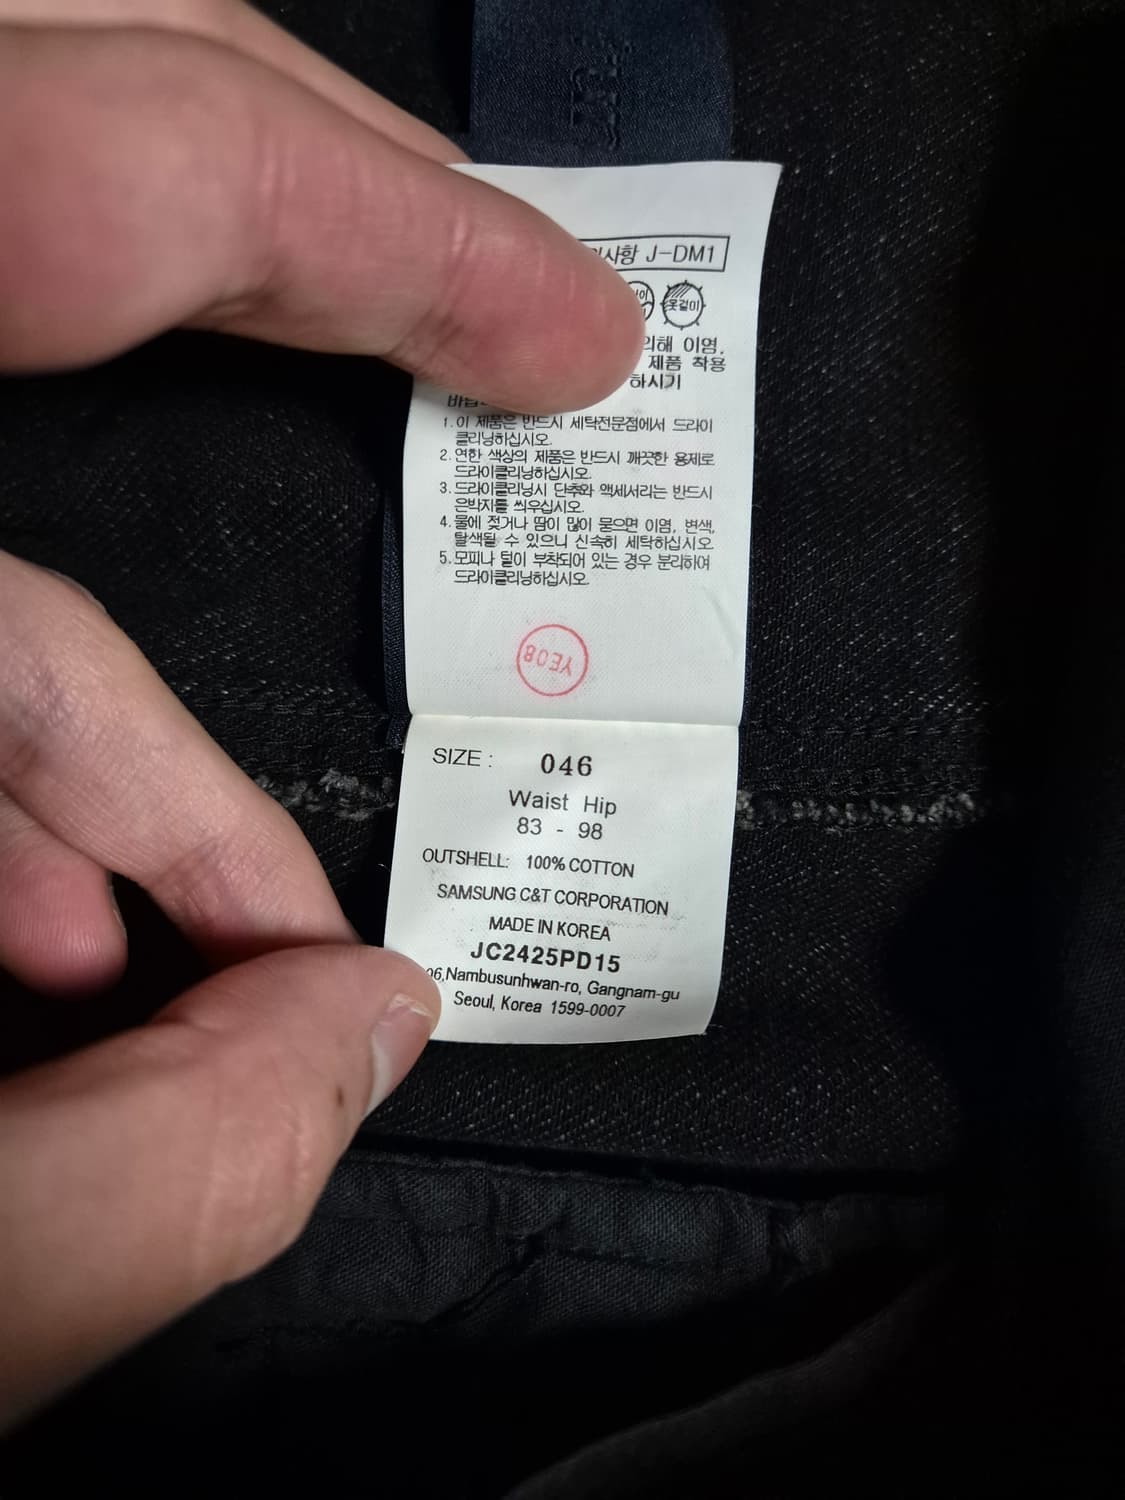 사항 J-DM1
옷걸이
의해 이염,
제품 착용
하시기
1. 이 제품은 반드시 세탁전문점에서 드라이
클리닝하십시오.
2. 연한 색상의 제품은 반드시 깨끗한 용제로
드라이클리닝하십시오.
3. 드라이클리닝시 단추와 액세서리는 반드시
은박지를 씌우십시오.
4. 물에 젖거나 땀이 많이 묻으면 이염, 변색,
탈색될 수 있으니 신속히 세탁하십시오
5. 모피나 털이 부착되어 있는 경우 분리하여
드라이클리닝하십시오.
YE08
SIZE : 046
Waist Hip
83 - 98
OUTSHELL: 100% COTTON
SAMSUNG C&T CORPORATION
MADE IN KOREA
JC2425PD15
06,Nambusunhwan-ro, Gangnam-gu
Seoul, Korea 1599-0007